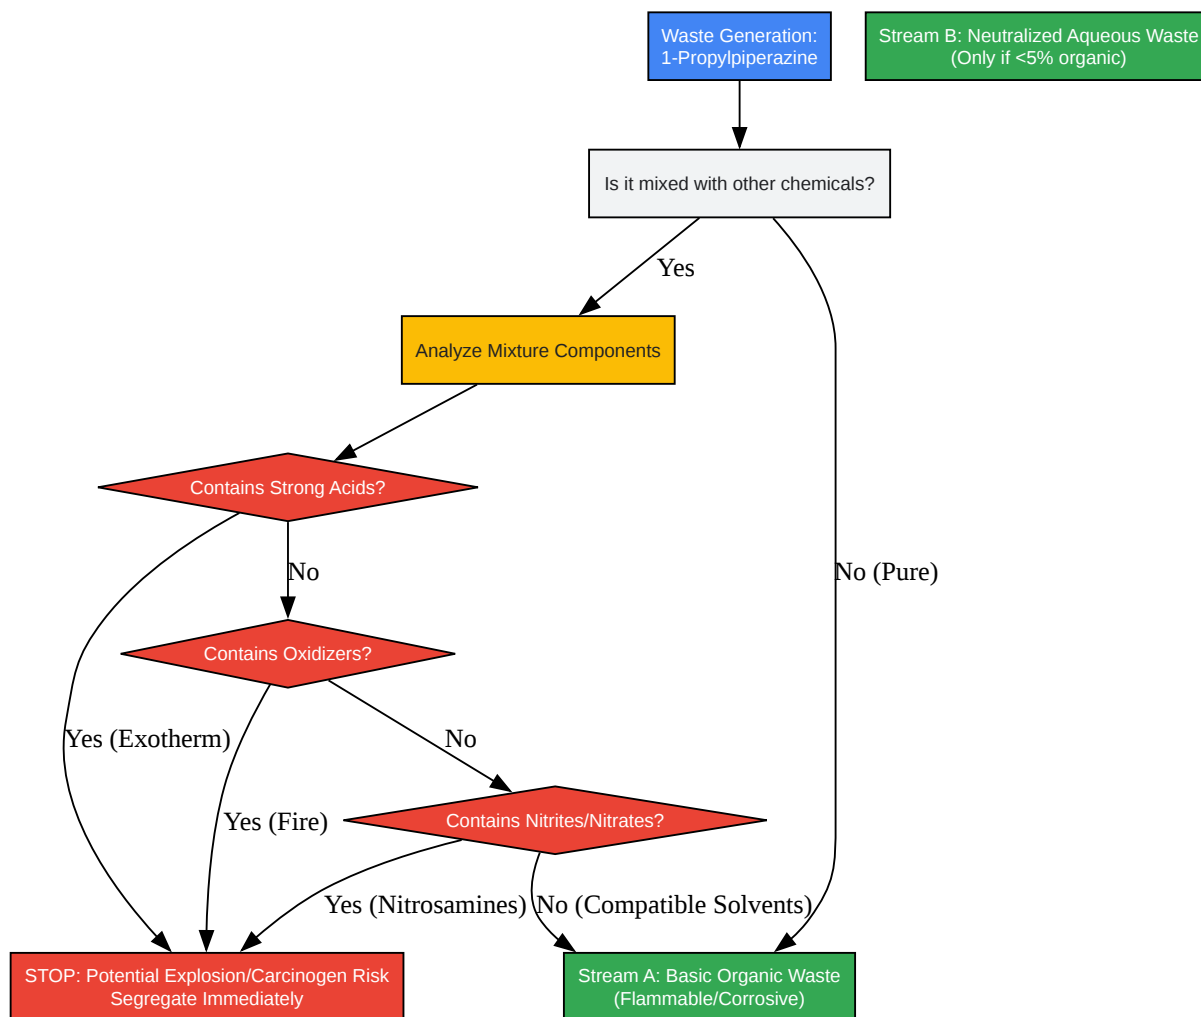 Waste Generation:
1-Propylpiperazine
Stream B: Neutralized Aqueous Waste
(Only if <5% organic)
Is it mixed with other chemicals?
Yes
Analyze Mixture Components
Contains Strong Acids?
No
No (Pure)
Contains Oxidizers?
Yes (Exotherm)
No
Yes (Fire)
Contains Nitrites/Nitrates?
Yes (Nitrosamines)
No (Compatible Solvents)
STOP: Potential Explosion/Carcinogen Risk
Segregate Immediately
Stream A: Basic Organic Waste
(Flammable/Corrosive)